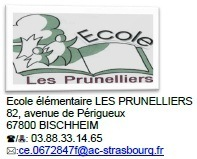 Ecole
Les Prunelliers
Ecole élémentaire LES PRUNELLIERS
82, avenue de Périgueux
67800 BISCHHEIM
☎/🖷: 03.88.33.14.65
✉:ce.0672847f@ac-strasbourg.fr